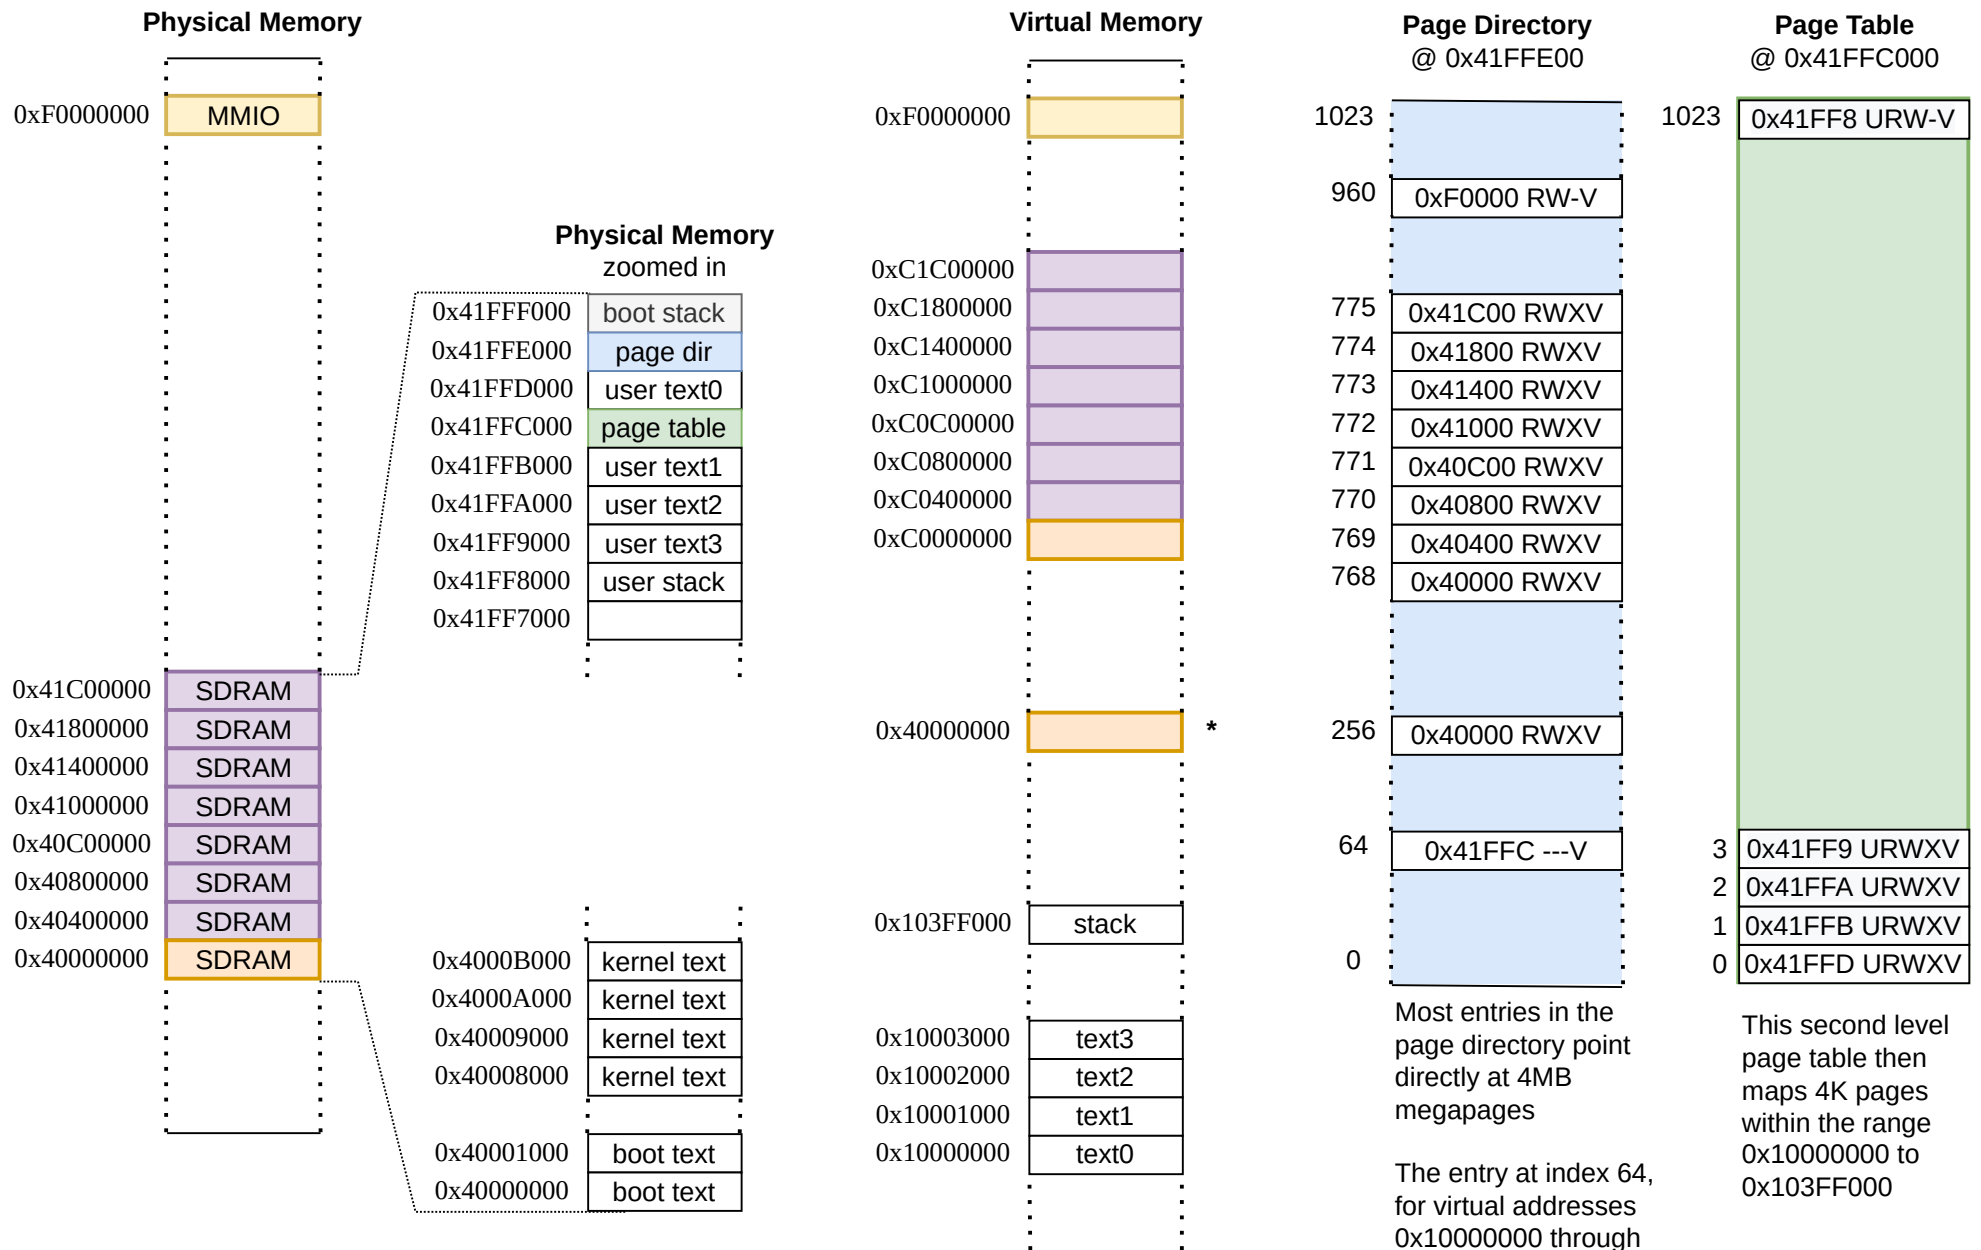 Physical Memory
0xF0000000 MMIO
0x41C00000 SDRAM
0x41800000 SDRAM
0x41400000 SDRAM
0x41000000 SDRAM
0x40C00000 SDRAM
0x40800000 SDRAM
0x40400000 SDRAM
0x40000000 SDRAM
Physical Memory
zoomed in
0x41FFF000 boot stack
0x41FFE000 page dir
0x41FFD000 user text0
0x41FFC000 page table
0x41FFB000 user text1
0x41FFA000 user text2
0x41FF9000 user text3
0x41FF8000 user stack
0x41FF7000
0x4000B000 kernel text
0x4000A000 kernel text
0x40009000 kernel text
0x40008000 kernel text
0x40001000 boot text
0x40000000 boot text
Virtual Memory
0xF0000000
0xC1C00000
0xC1800000
0xC1400000
0xC1000000
0xC0C00000
0xC0800000
0xC0400000
0xC0000000
0x40000000 *
0x103FF000 stack
0x10003000 text3
0x10002000 text2
0x10001000 text1
0x10000000 text0
Page Directory
@ 0x41FFE00
1023
960 0xF0000 RW-V
775 0x41C00 RWXV
774 0x41800 RWXV
773 0x41400 RWXV
772 0x41000 RWXV
771 0x40C00 RWXV
770 0x40800 RWXV
769 0x40400 RWXV
768 0x40000 RWXV
256 0x40000 RWXV
64 0x41FFC ---V
0
Most entries in the
page directory point
directly at 4MB
megapages
The entry at index 64,
for virtual addresses
0x10000000 through
Page Table
@ 0x41FFC000
1023 0x41FF8 URW-V
3 0x41FF9 URWXV
2 0x41FFA URWXV
1 0x41FFB URWXV
0 0x41FFD URWXV
This second level
page table then
maps 4K pages
within the range
0x10000000 to
0x103FF000